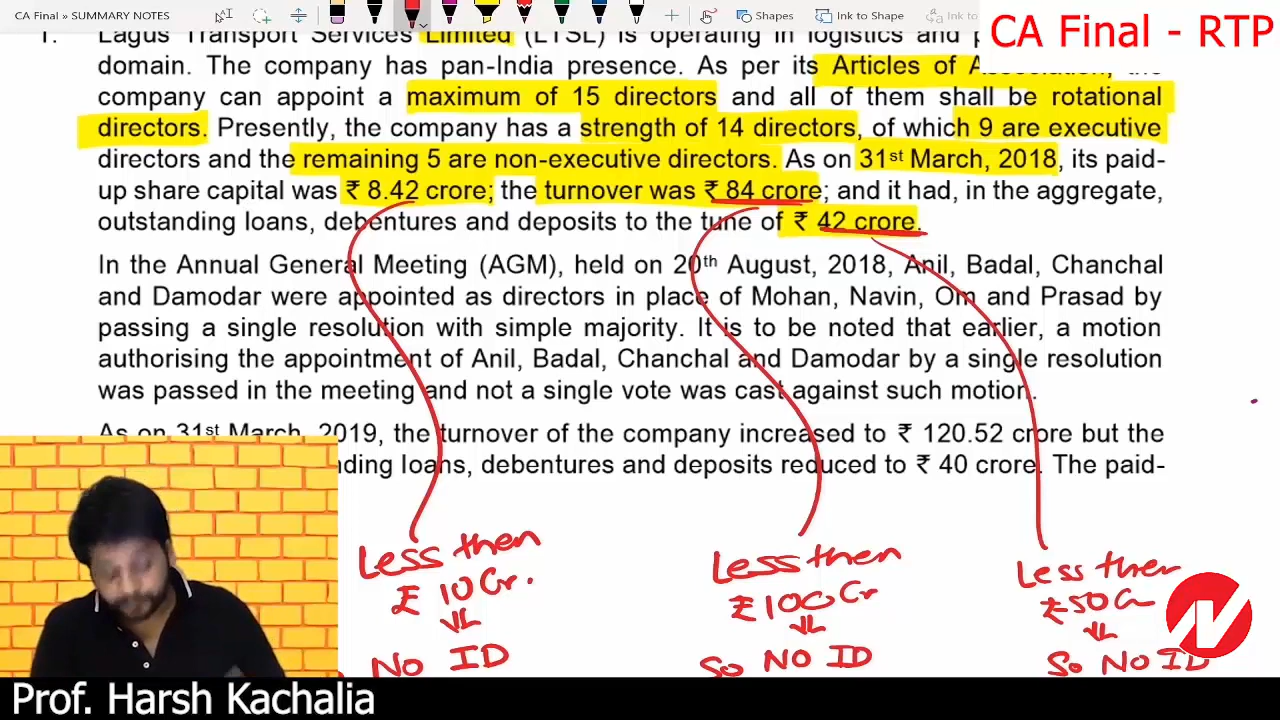 CA Final » SUMMARY NOTES
Shapes
Ink to Shape
Ink to
CA Final - RTP
1. Lagus Transport Services Limited (LTSL) is operating in logistics and p
domain. The company has pan-India presence. As per its Articles of Association, the
company can appoint a maximum of 15 directors and all of them shall be rotational
directors. Presently, the company has a strength of 14 directors, of which 9 are executive
directors and the remaining 5 are non-executive directors. As on 31st March, 2018, its paid-
up share capital was ₹ 8.42 crore; the turnover was ₹ 84 crore; and it had, in the aggregate,
outstanding loans, debentures and deposits to the tune of ₹ 42 crore.
In the Annual General Meeting (AGM), held on 20th August, 2018, Anil, Badal, Chanchal
and Damodar were appointed as directors in place of Mohan, Navin, Om and Prasad by
passing a single resolution with simple majority. It is to be noted that earlier, a motion
authorising the appointment of Anil, Badal, Chanchal and Damodar by a single resolution
was passed in the meeting and not a single vote was cast against such motion.
As on 31st March, 2019, the turnover of the company increased to ₹ 120.52 crore but the
nding loans, debentures and deposits reduced to ₹ 40 crore. The paid-
Less then
₹ 10 Cr.
No ID
Less then
₹100 Cr
So No ID
Less then
₹50 Cr
So No ID
N
Prof. Harsh Kachalia